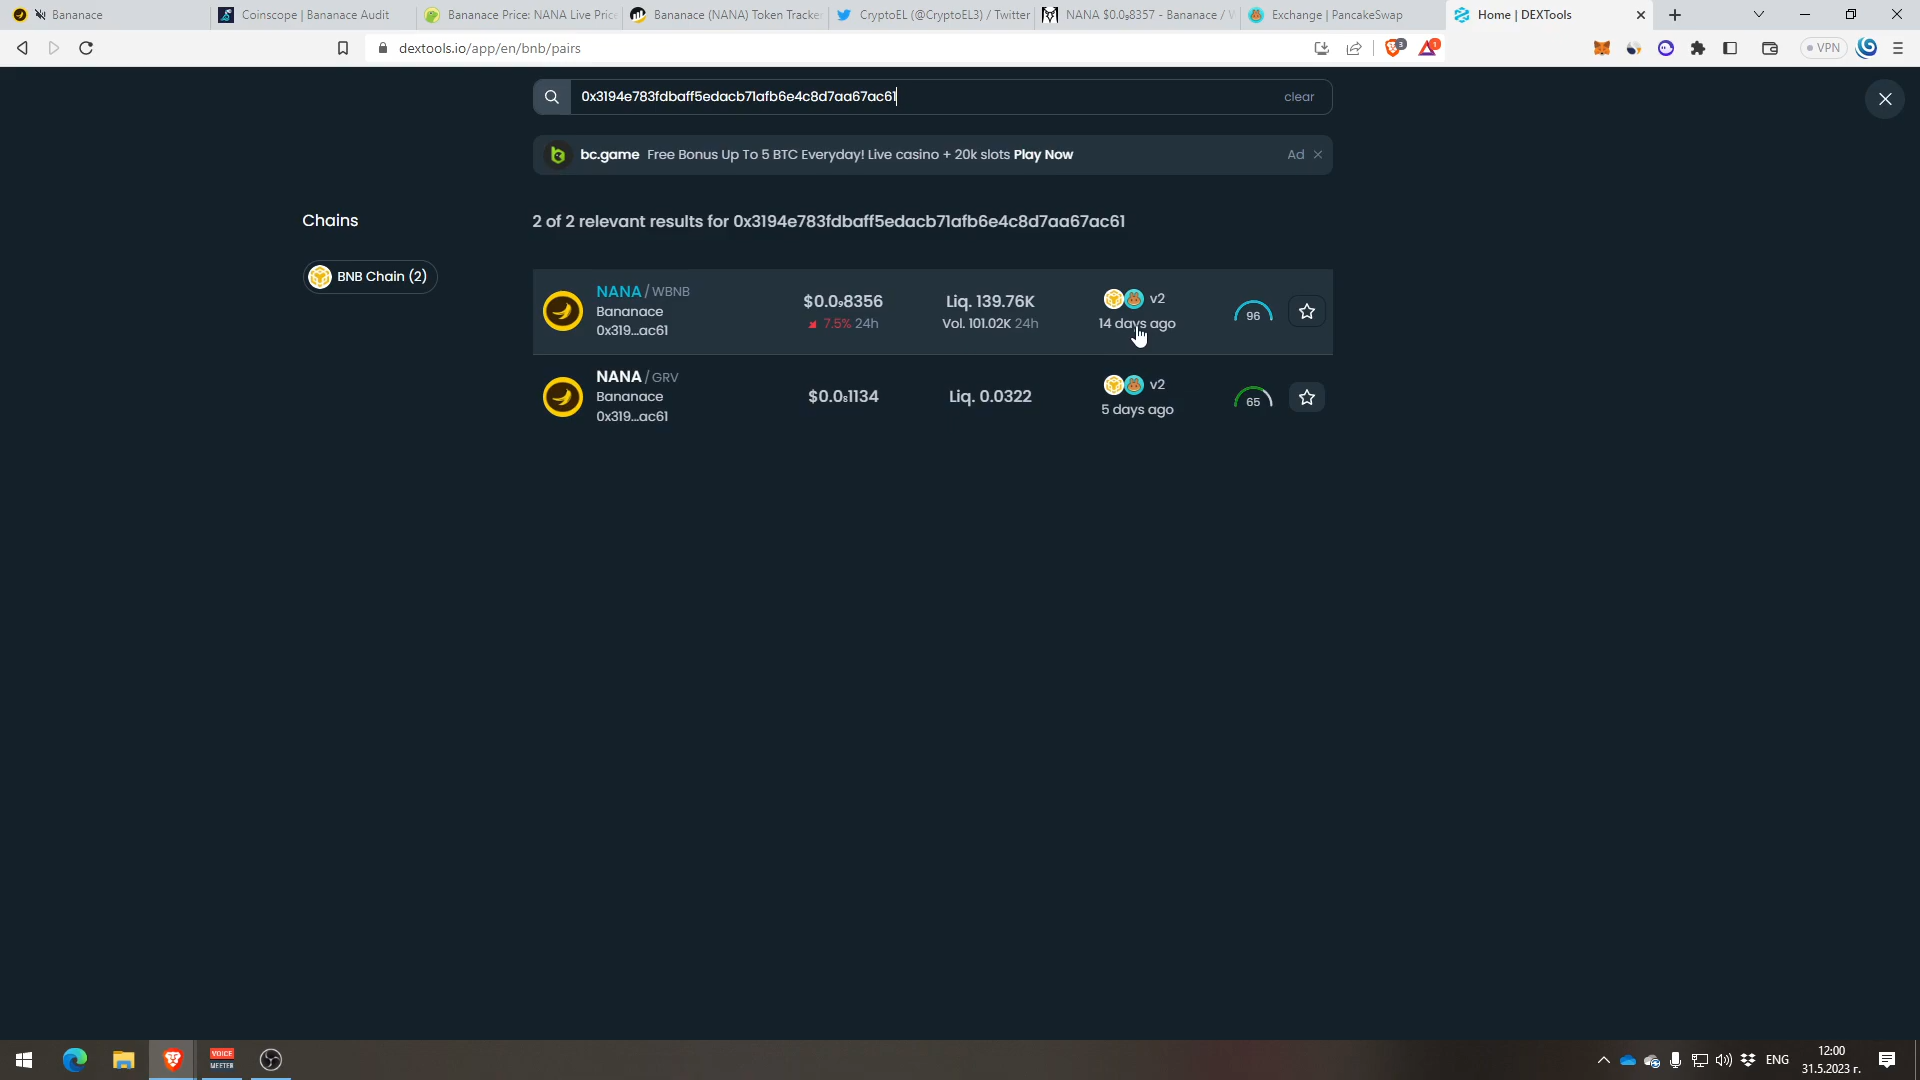 Bananace
Coinscope | Bananace Audit
Bananace Price: NANA Live Pric
Bananace (NANA) Token Tracke
CryptoEL (@CryptoEL3) / Twitter
NANA $0.0₉8357 - Bananace / W
Exchange | PancakeSwap
Home | DEXTools
dextools.io/app/en/bnb/pairs
3
1
VPN
0x3194e783fdbaff5edacb71afb6e4c8d7aa67ac61
clear
bc.game Free Bonus Up To 5 BTC Everyday! Live casino + 20k slots Play Now
Ad
Chains
2 of 2 relevant results for 0x3194e783fdbaff5edacb71afb6e4c8d7aa67ac61
BNB Chain (2)
NANA / WBNB
Bananace
0x319...ac61
$0.0₉8356
7.5% 24h
Liq. 139.76K
Vol. 101.02K 24h
v2
14 days ago
96
NANA / GRV
Bananace
0x319...ac61
$0.0₈1134
Liq. 0.0322
v2
5 days ago
65
VOICE
MEETER
ENG
12:00
31.5.2023 г.